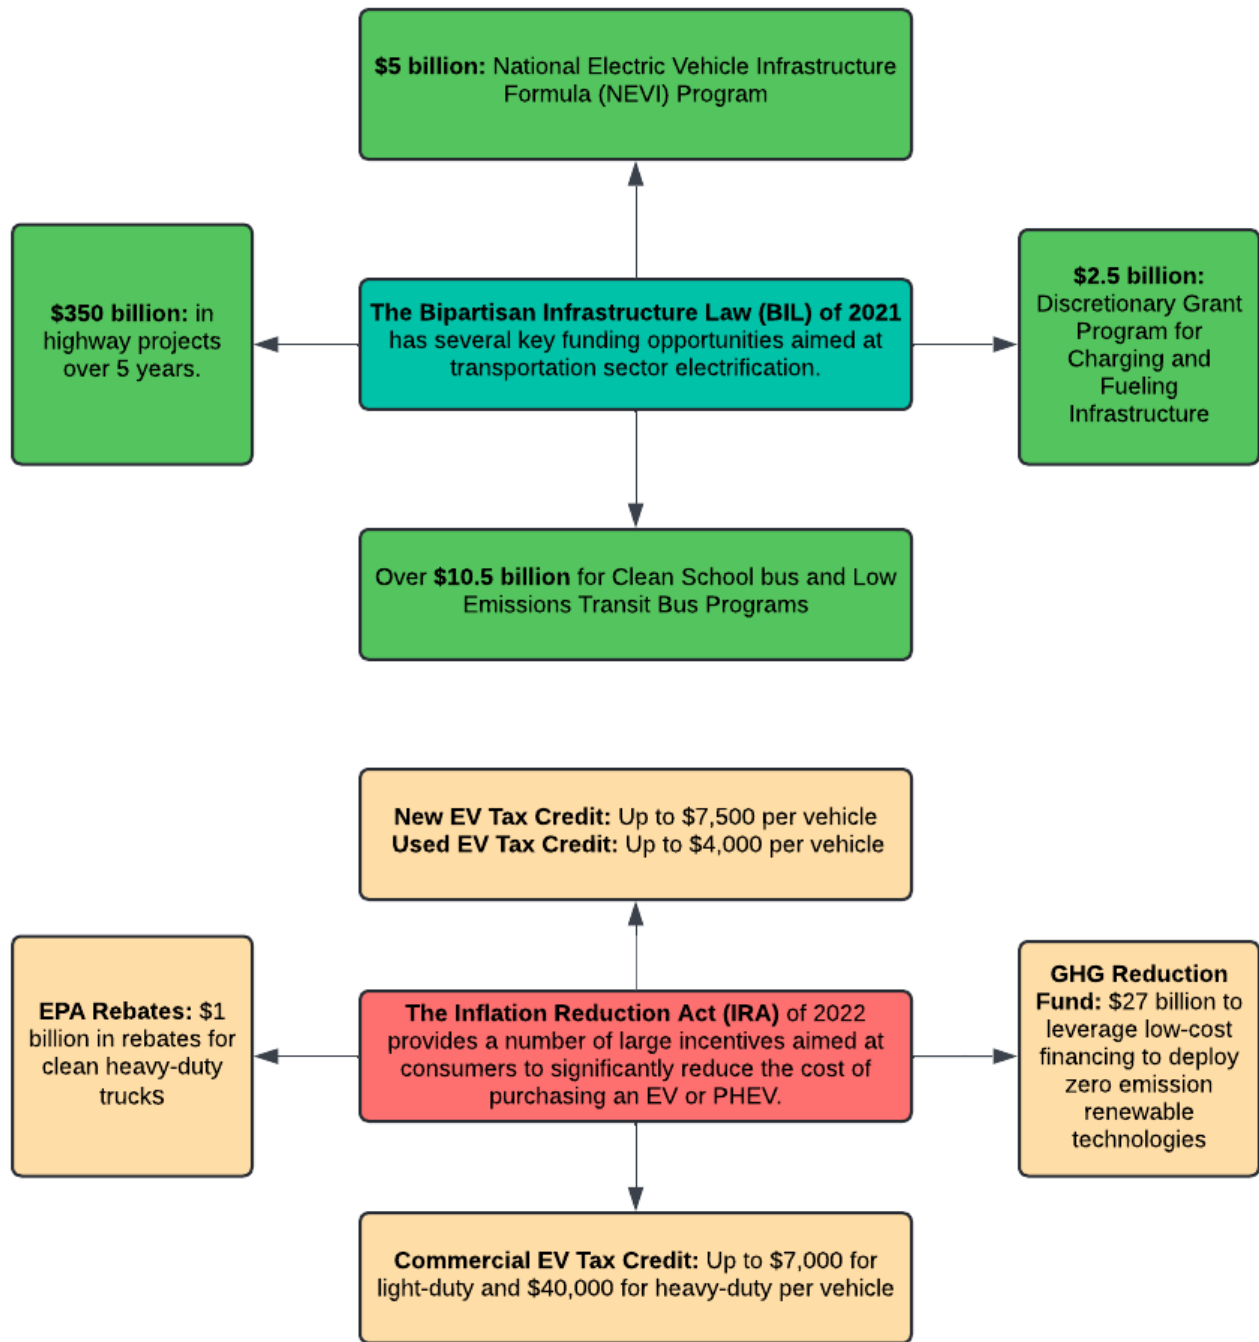 $5 billion: National Electric Vehicle Infrastructure
Formula (NEVI) Program
$350 billion: in
highway projects
over 5 years.
The Bipartisan Infrastructure Law (BIL) of 2021
has several key funding opportunities aimed at
transportation sector electrification.
$2.5 billion:
Discretionary Grant
Program for
Charging and
Fueling
Infrastructure
Over $10.5 billion for Clean School bus and Low
Emissions Transit Bus Programs
New EV Tax Credit: Up to $7,500 per vehicle
Used EV Tax Credit: Up to $4,000 per vehicle
EPA Rebates: $1
billion in rebates for
clean heavy-duty
trucks
The Inflation Reduction Act (IRA) of 2022
provides a number of large incentives aimed at
consumers to significantly reduce the cost of
purchasing an EV or PHEV.
GHG Reduction
Fund: $27 billion to
leverage low-cost
financing to deploy
zero emission
renewable
technologies
Commercial EV Tax Credit: Up to $7,000 for
light-duty and $40,000 for heavy-duty per vehicle